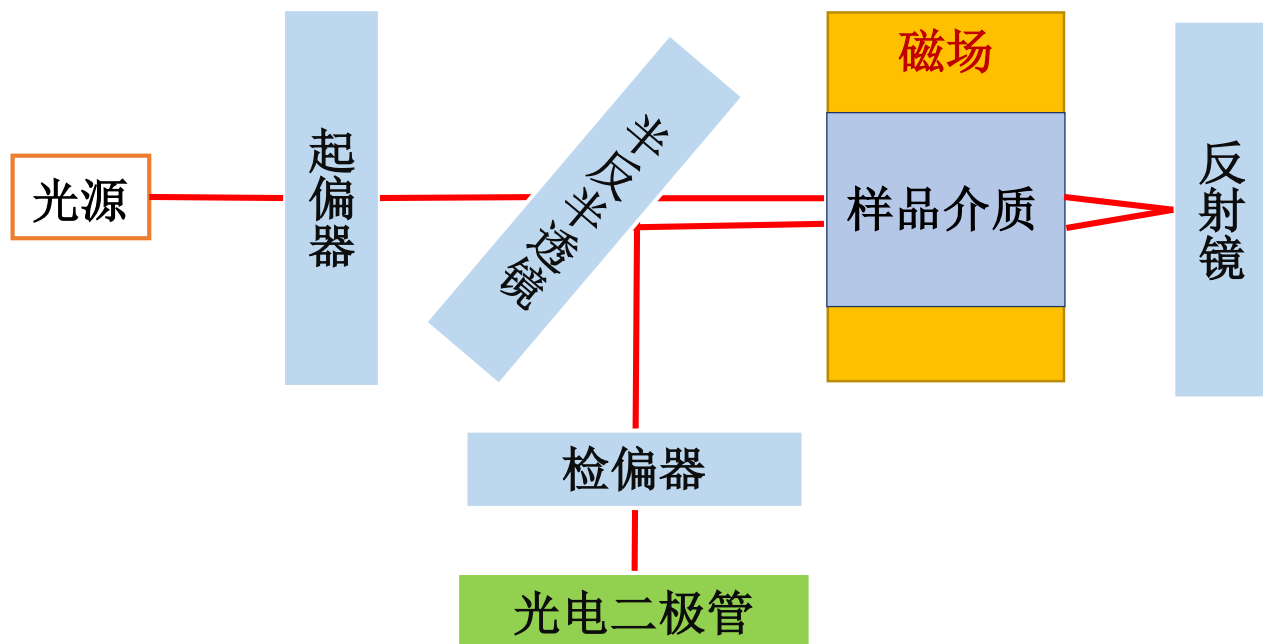 光源
起偏器
半反半透镜
磁场
样品介质
反射镜
检偏器
光电二极管